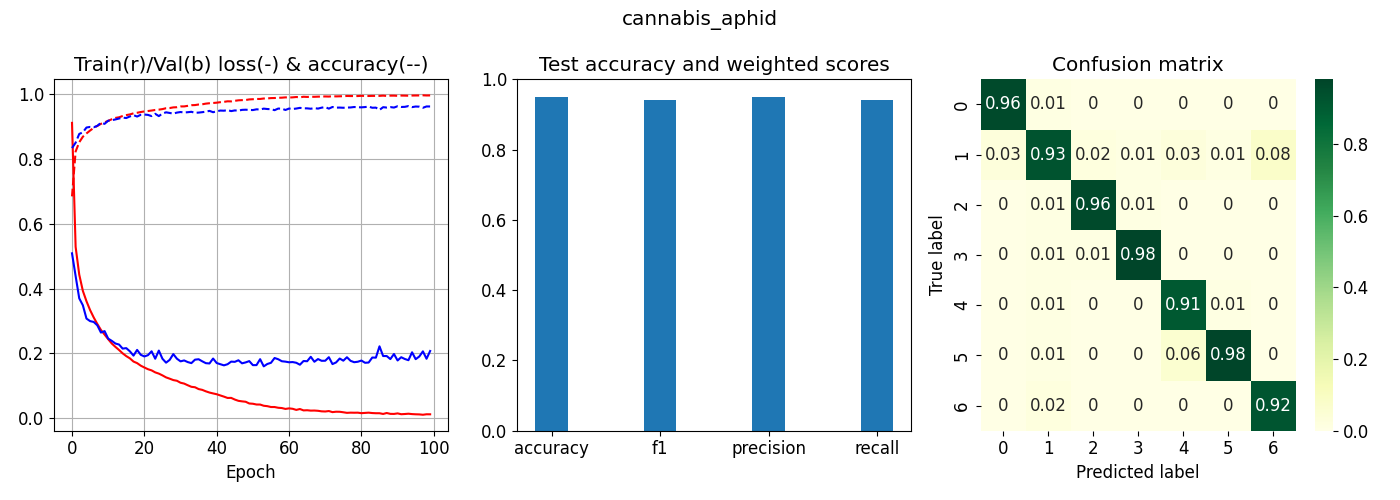 cannabis_aphid
Train(r)/Val(b) loss(-) & accuracy(--)
1.0
0.8
0.6
0.4
0.2
0.0
0 20 40 60 80 100
Epoch
Test accuracy and weighted scores
1.0
0.8
0.6
0.4
0.2
0.0
accuracy f1 precision recall
Confusion matrix
True label
0 0.96 0.01 0 0 0 0 0
1 0.03 0.93 0.02 0.01 0.03 0.01 0.08
2 0 0.01 0.96 0.01 0 0 0
3 0 0.01 0.01 0.98 0 0 0
4 0 0.01 0 0 0.91 0.01 0
5 0 0.01 0 0 0.06 0.98 0
6 0 0.02 0 0 0 0 0.92
0 1 2 3 4 5 6
Predicted label
0.8
0.6
0.4
0.2
0.0